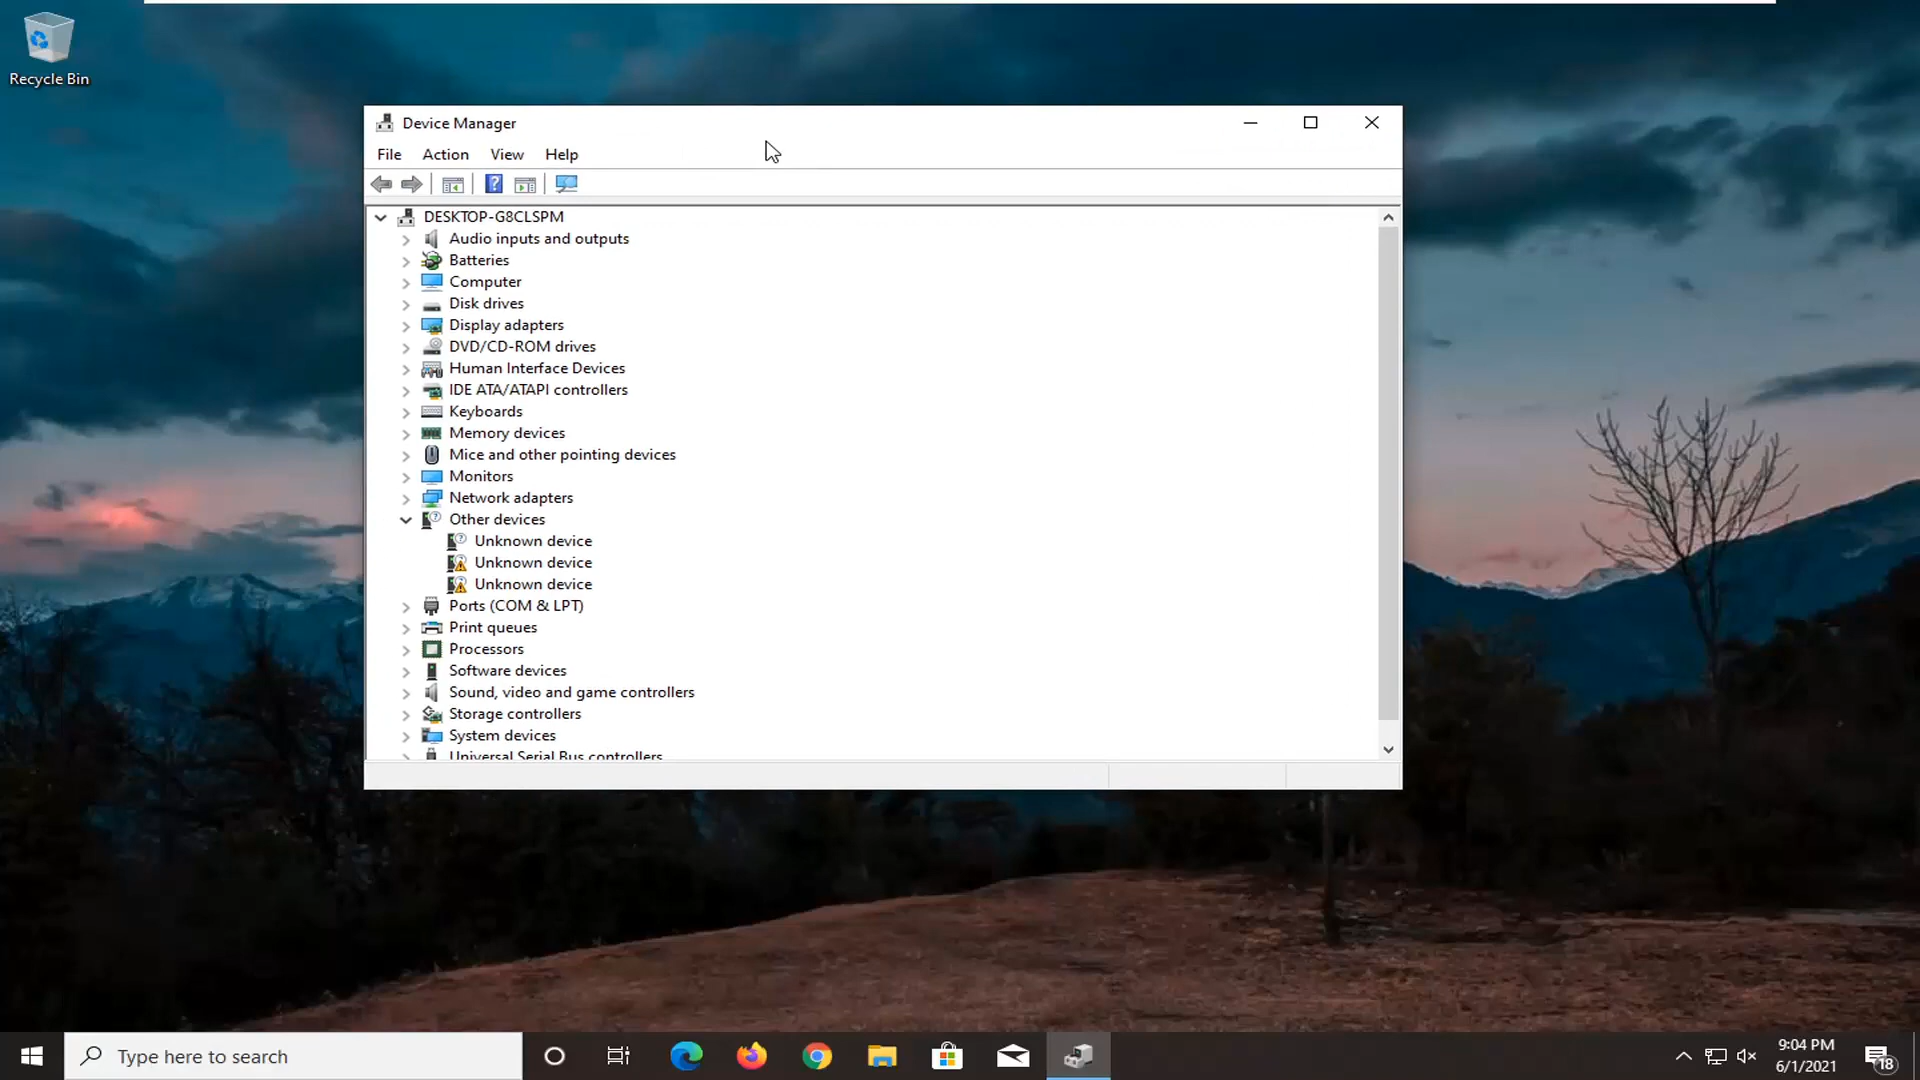 Recycle Bin
Device Manager
File Action View Help
DESKTOP-G8CLSPM
Audio inputs and outputs
Batteries
Computer
Disk drives
Display adapters
DVD/CD-ROM drives
Human Interface Devices
IDE ATA/ATAPI controllers
Keyboards
Memory devices
Mice and other pointing devices
Monitors
Network adapters
Other devices
Unknown device
Unknown device
Unknown device
Ports (COM & LPT)
Print queues
Processors
Software devices
Sound, video and game controllers
Storage controllers
System devices
Universal Serial Bus controllers
Type here to search
9:04 PM
6/1/2021
18